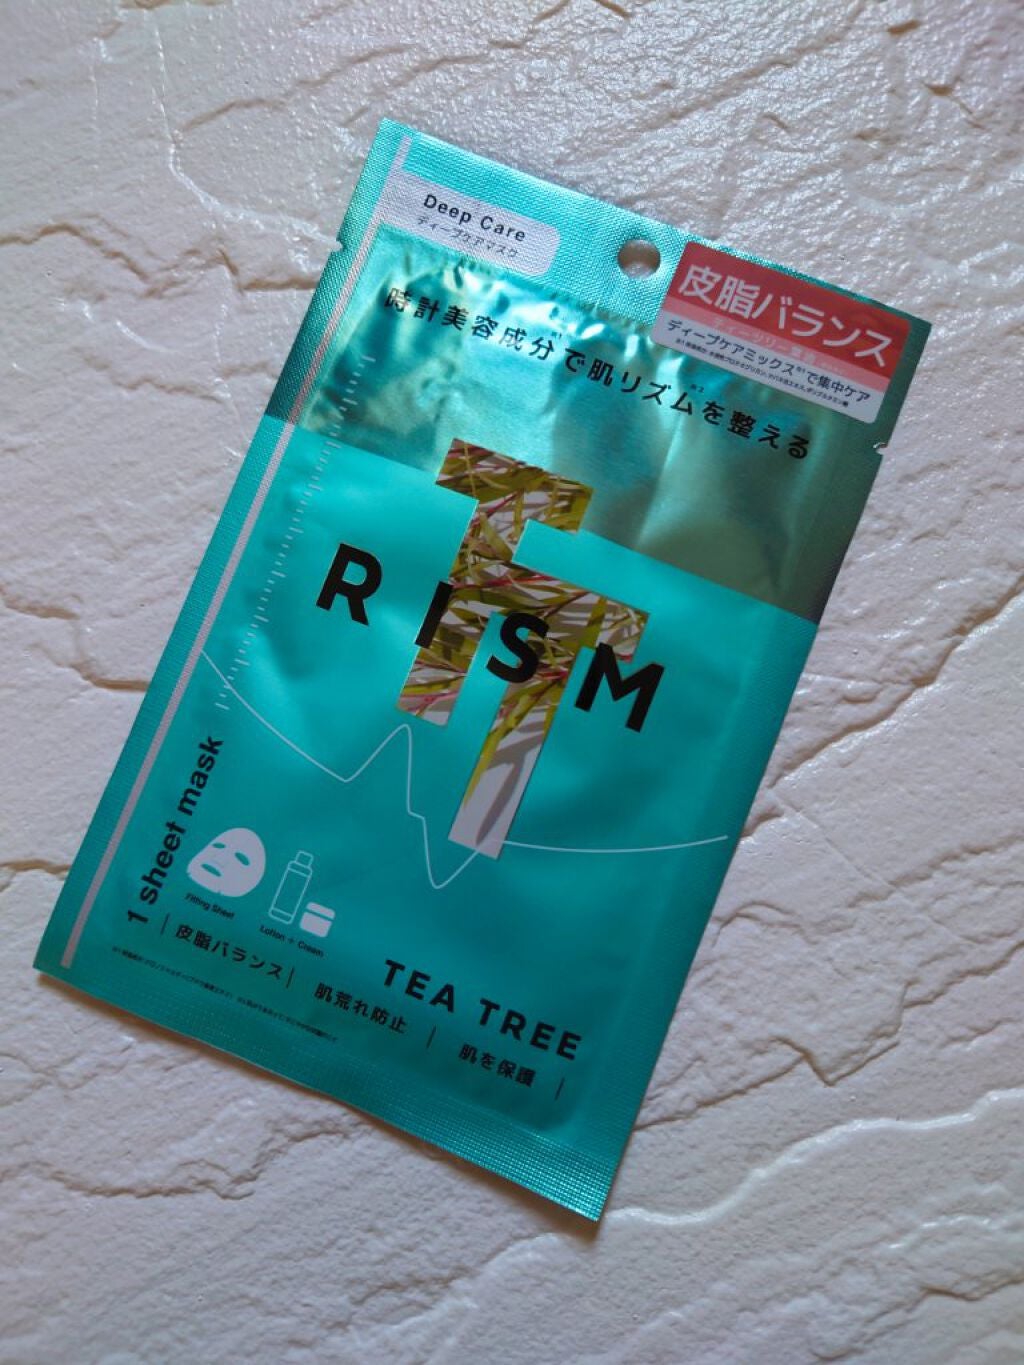 Deep Care
ディープケアマスク
皮脂バランス
ディープケアミックス※1で集中ケア
時計美容成分※1で肌リズム※2を整える
RISM
1 sheet mask
Fitting Sheet
Lotion + Cream
TEA TREE
皮脂バランス|
肌荒れ防止 |
肌を保護 |